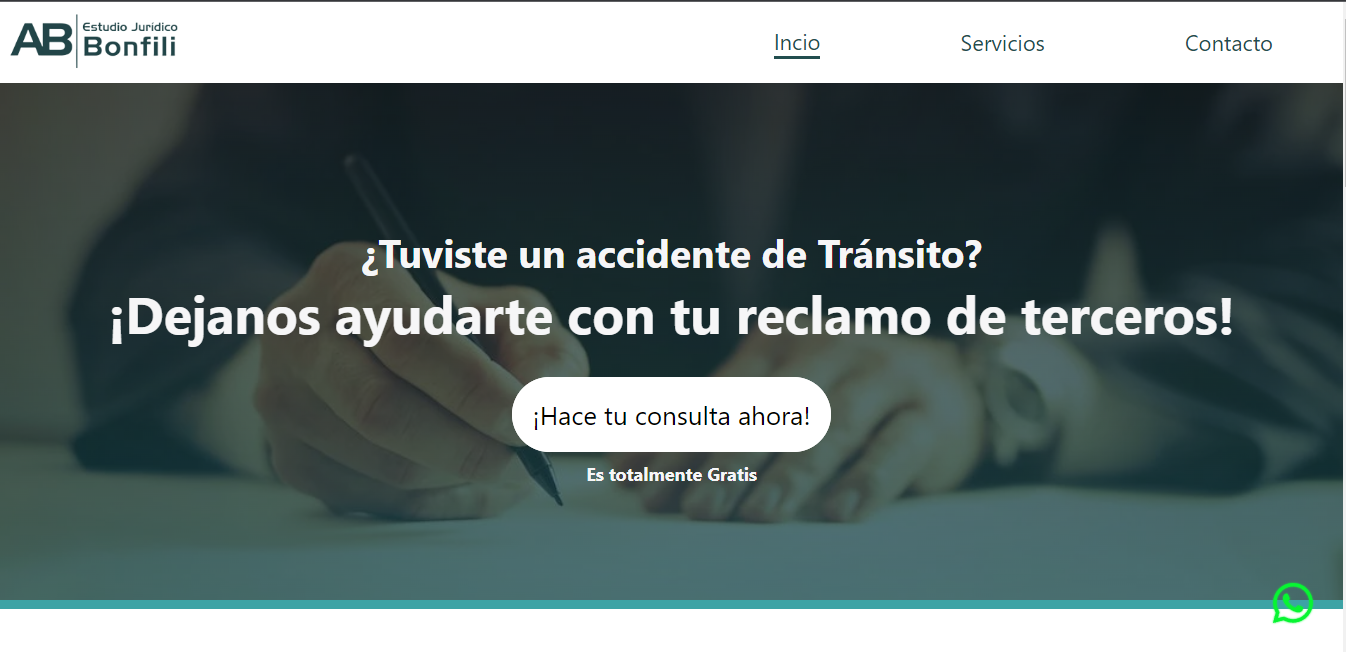 AB
Estudio Jurídico
Bonfili
Incio
Servicios
Contacto
¿Tuviste un accidente de Tránsito?
¡Dejanos ayudarte con tu reclamo de terceros!
¡Hace tu consulta ahora!
Es totalmente Gratis